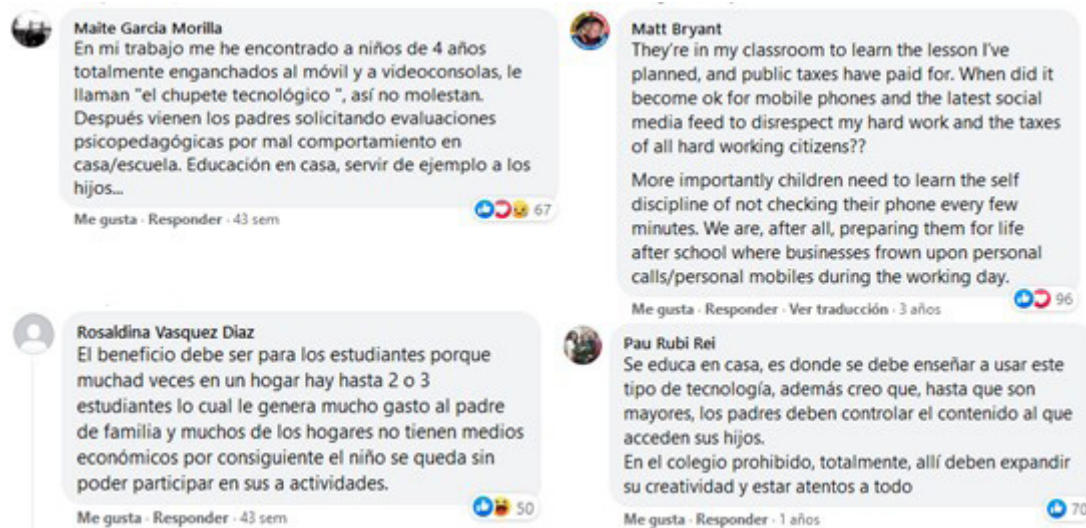 Maite Garcia Morilla
En mi trabajo me he encontrado a niños de 4 años
totalmente enganchados al móvil y a videoconsolas, le
llaman "el chupete tecnológico ", así no molestan.
Después vienen los padres solicitando evaluaciones
psicopedagógicas por mal comportamiento en
casa/escuela. Educación en casa, servir de ejemplo a los
hijos...
Me gusta · Responder · 43 sem
67
Matt Bryant
They're in my classroom to learn the lesson I've
planned, and public taxes have paid for. When did it
become ok for mobile phones and the latest social
media feed to disrespect my hard work and the taxes
of all hard working citizens??
More importantly children need to learn the self
discipline of not checking their phone every few
minutes. We are, after all, preparing them for life
after school where businesses frown upon personal
calls/personal mobiles during the working day.
Me gusta · Responder · Ver traducción · 3 años
96
Rosaldina Vasquez Diaz
El beneficio debe ser para los estudiantes porque
muchad veces en un hogar hay hasta 2 o 3
estudiantes lo cual le genera mucho gasto al padre
de familia y muchos de los hogares no tienen medios
económicos por consiguiente el niño se queda sin
poder participar en sus a actividades.
Me gusta · Responder · 43 sem
50
Pau Rubi Rei
Se educa en casa, es donde se debe enseñar a usar este
tipo de tecnología, además creo que, hasta que son
mayores, los padres deben controlar el contenido al que
acceden sus hijos.
En el colegio prohibido, totalmente, allí deben expandir
su creatividad y estar atentos a todo
Me gusta · Responder · 1 años
70